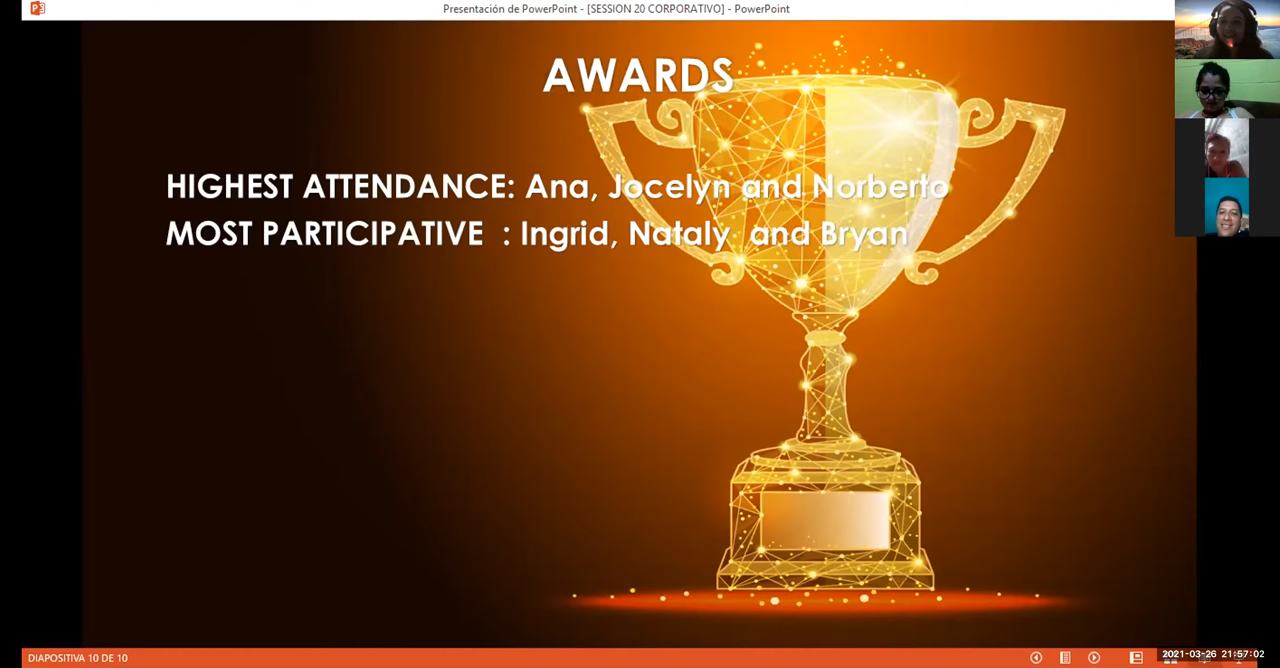 Presentación de PowerPoint - [SESSION 20 CORPORATIVO] - PowerPoint
AWARDS
HIGHEST ATTENDANCE: Ana, Jocelyn and Norberto
MOST PARTICIPATIVE : Ingrid, Nataly and Bryan
DIAPOSITIVA 10 DE 10
2021-03-26 21:57:02